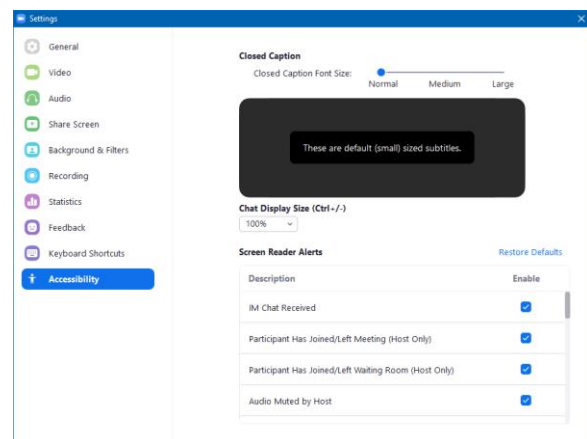 Settings
General
Video
Audio
Share Screen
Background & Filters
Recording
Statistics
Feedback
Keyboard Shortcuts
Accessibility
Closed Caption
Closed Caption Font Size:
Normal Medium Large
These are default (small) sized subtitles.
Chat Display Size (Ctrl+/-)
100%
Screen Reader Alerts Restore Defaults
Description Enable
IM Chat Received
Participant Has Joined/Left Meeting (Host Only)
Participant Has Joined/Left Waiting Room (Host Only)
Audio Muted by Host